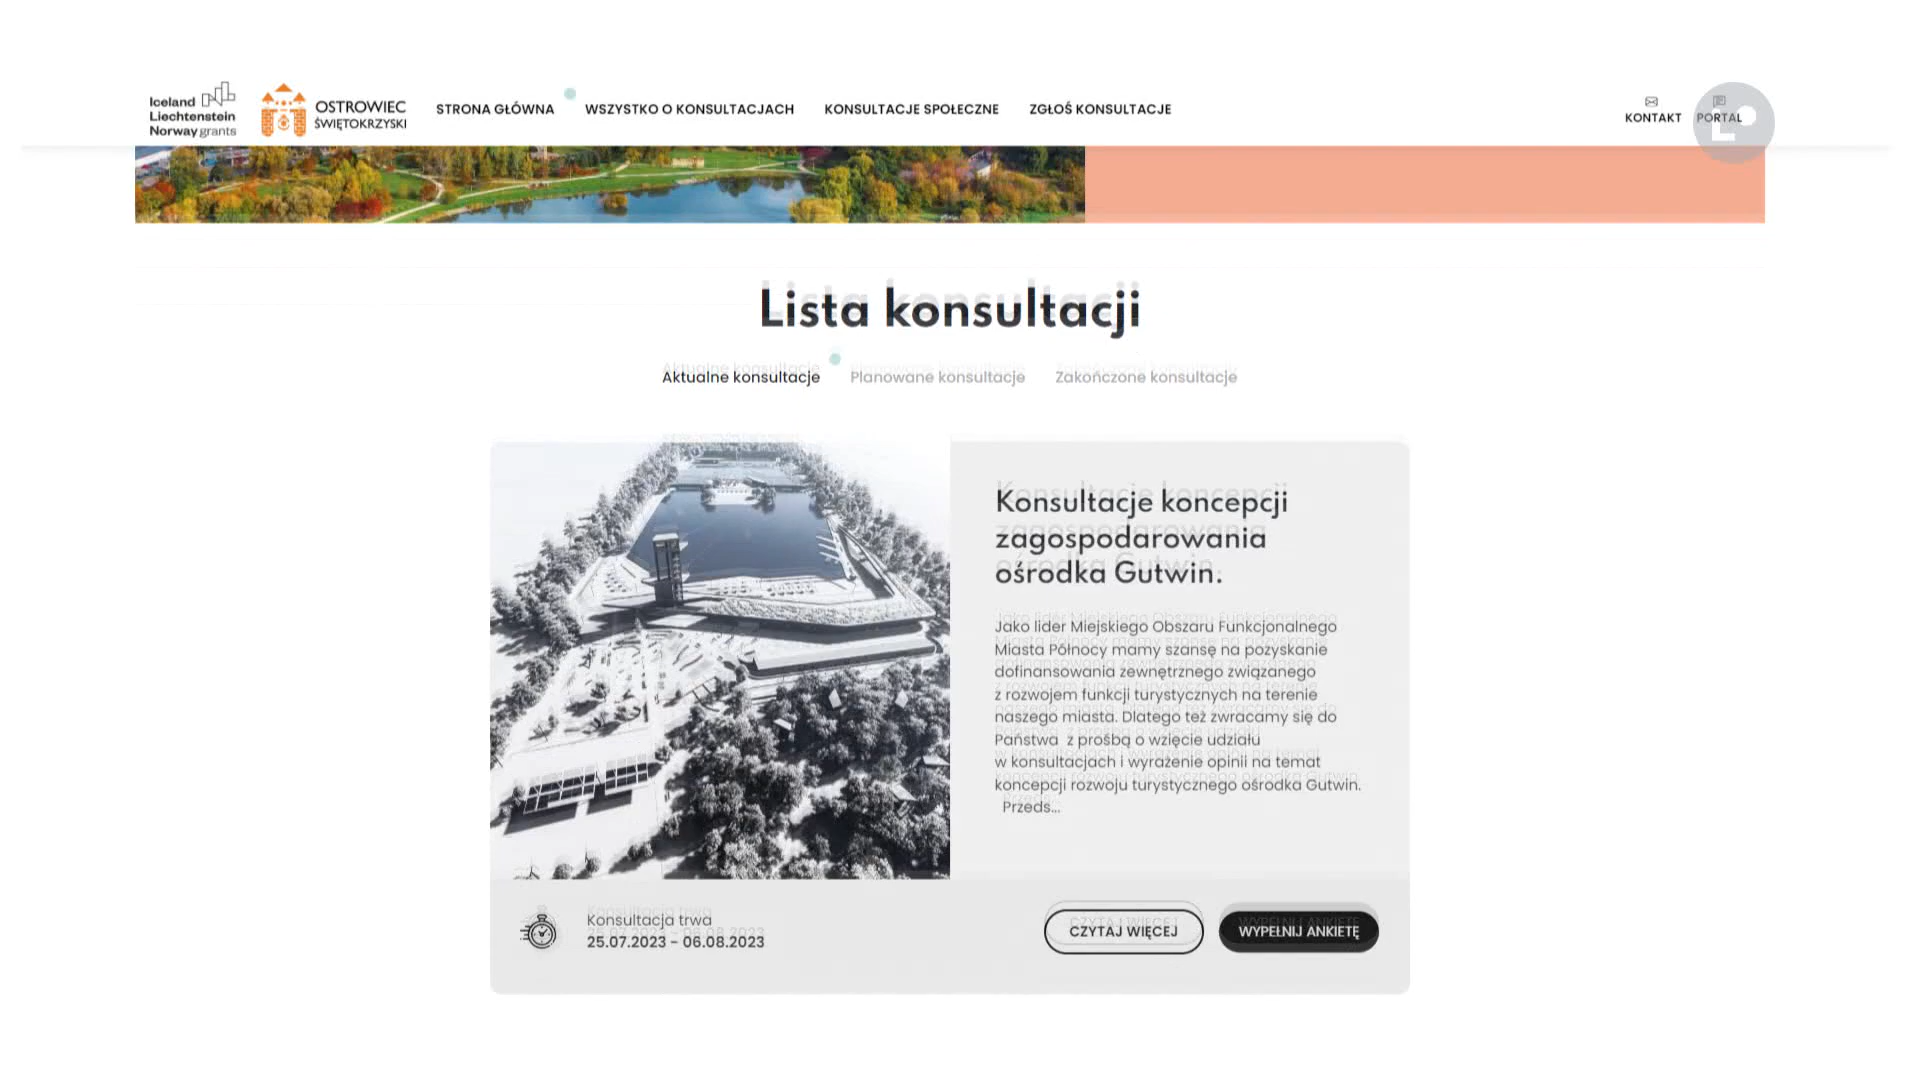 Iceland
Liechtenstein
Norway grants
OSTROWIEC
ŚWIĘTOKRZYSKI
STRONA GŁÓWNA
WSZYSTKO O KONSULTACJACH
KONSULTACJE SPOŁECZNE
ZGŁOŚ KONSULTACJE
KONTAKT
PORTAL
Lista konsultacji
Aktualne konsultacje
Planowane konsultacje
Zakończone konsultacje
Konsultacje koncepcji
zagospodarowania
ośrodka Gutwin.
Jako lider Miejskiego Obszaru Funkcjonalnego
Miasta Północy mamy szansę na pozyskanie
dofinansowania zewnętrznego związanego
z rozwojem funkcji turystycznych na terenie
naszego miasta. Dlatego też zwracamy się do
Państwa z prośbą o wzięcie udziału
w konsultacjach i wyrażenie opinii na temat
koncepcji rozwoju turystycznego ośrodka Gutwin.
Przeds...
Konsultacja trwa
25.07.2023 - 06.08.2023
CZYTAJ WIĘCEJ
WYPEŁNIJ ANKIETĘ